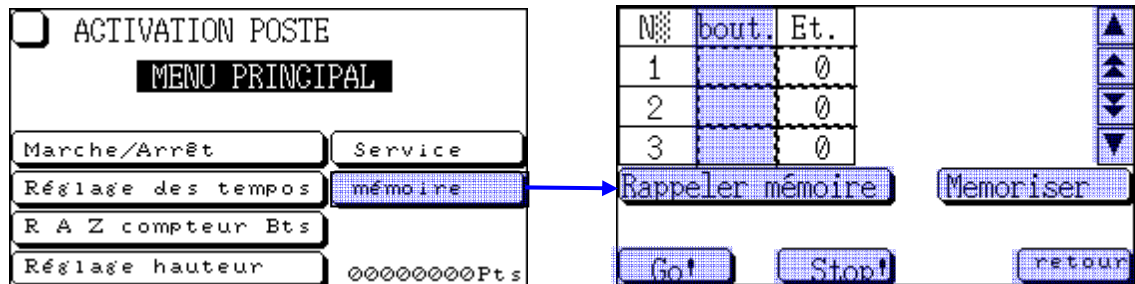 ACTIVATION POSTE
MENU PRINCIPAL
Marche/Arrêt Service
Réglage des tempos mémoire
R A Z compteur Bts
Réglage hauteur 00000000Pts
N° bout. Et.
1 0
2 0
3 0
Rappeler mémoire Memoriser
Go! Stop! retour